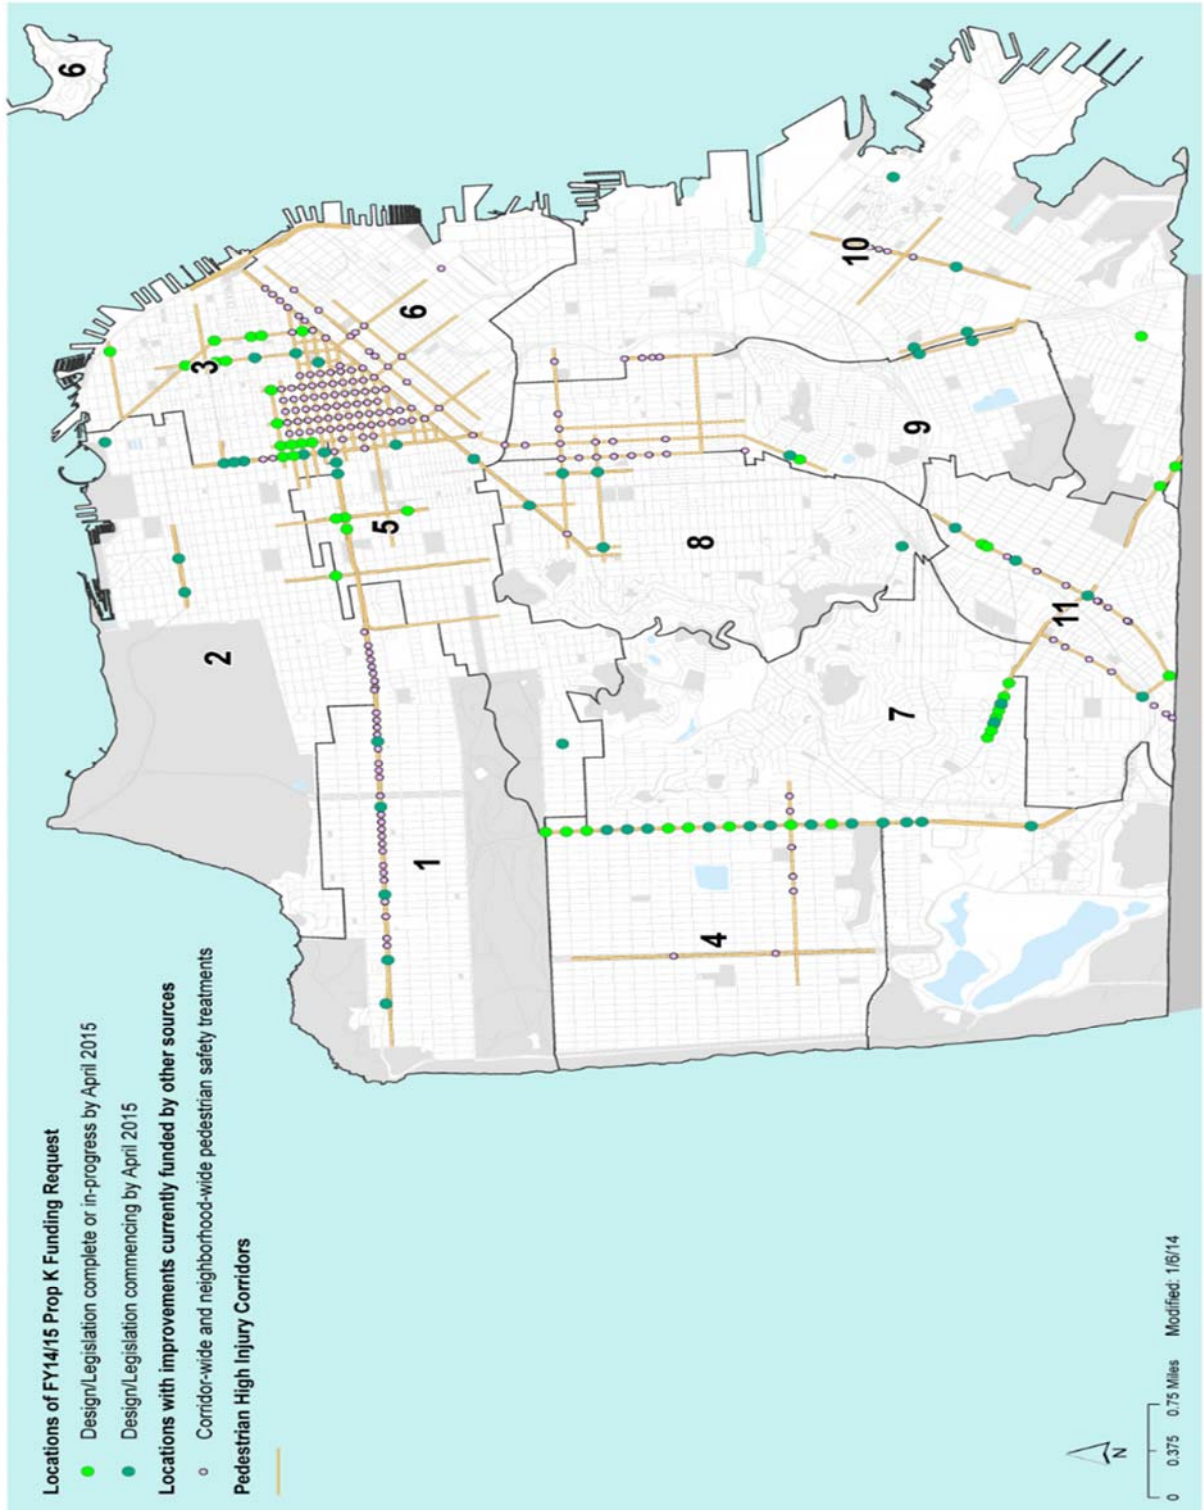 Locations of FY14/15 Prop K Funding Request
Design/Legislation complete or in-progress by April 2015
Design/Legislation commencing by April 2015
Locations with improvements currently funded by other sources
Corridor-wide and neighborhood-wide pedestrian safety treatments
Pedestrian High Injury Corridors
6
2
3
1
5
6
4
7
8
9
10
11
N
0 0.375 0.75 Miles Modified: 1/6/14